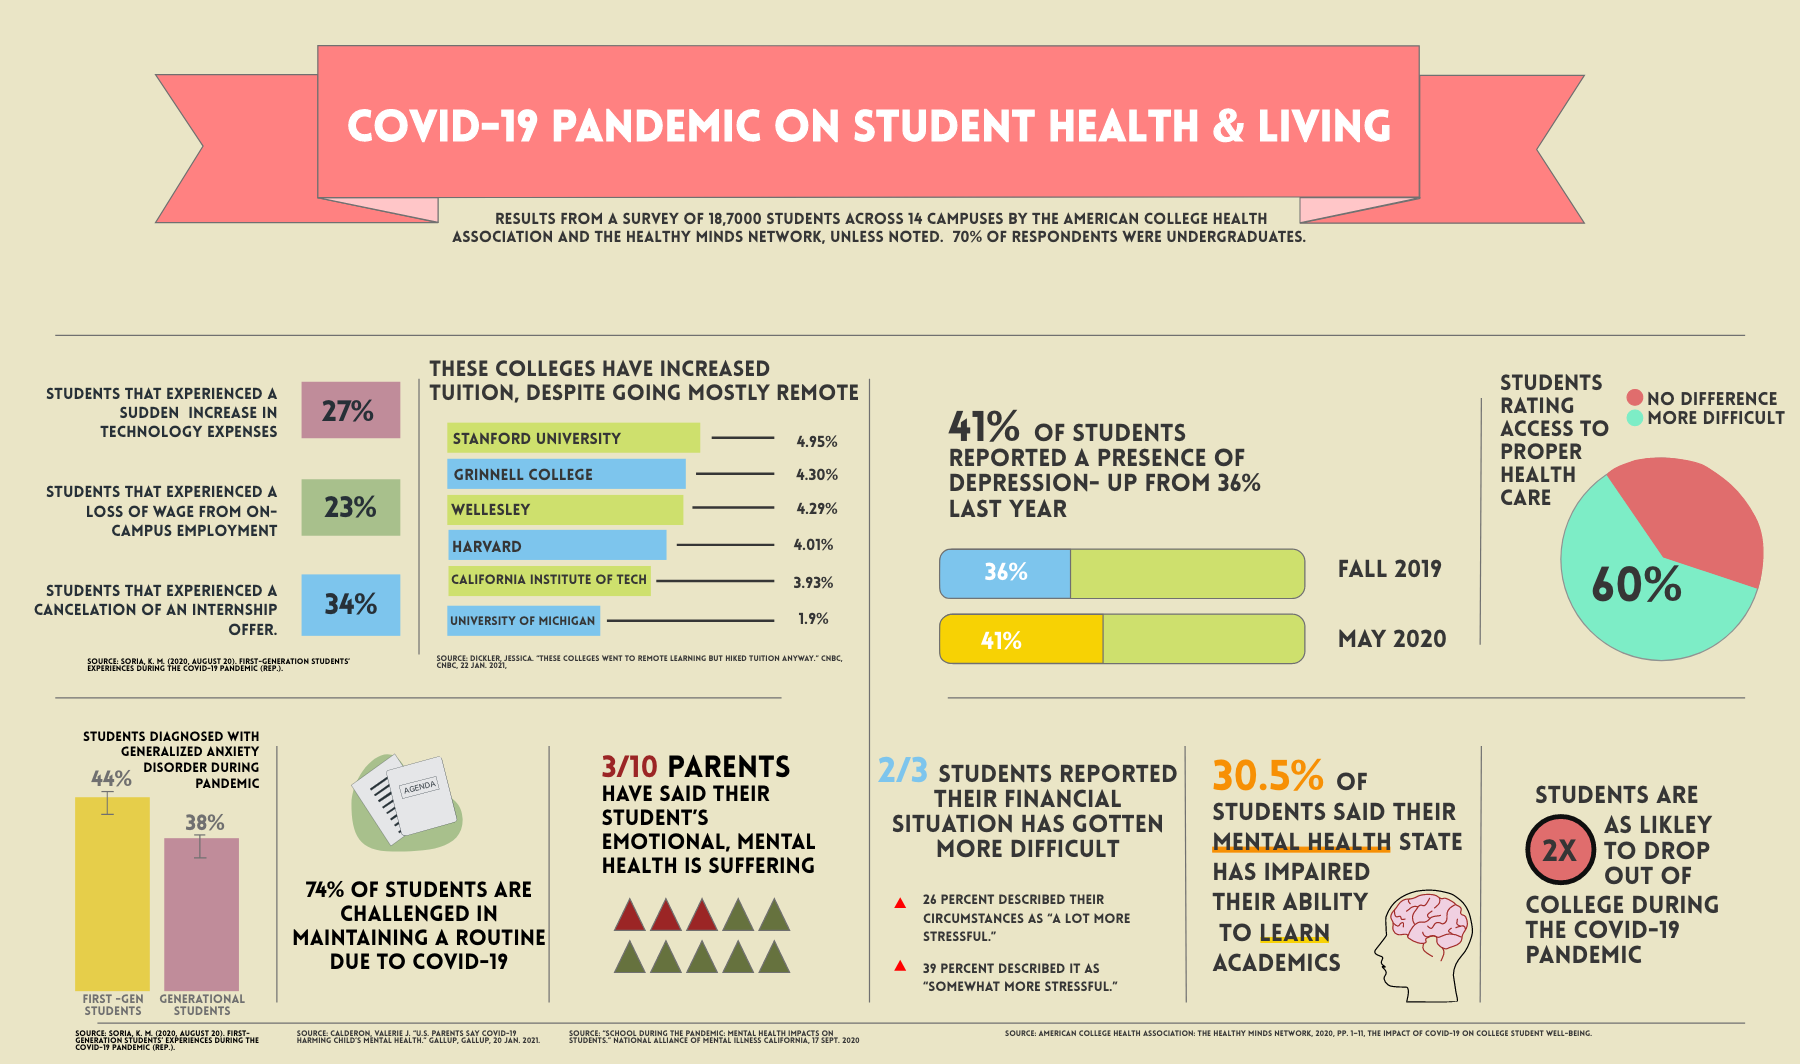 COVID-19 PANDEMIC ON STUDENT HEALTH & LIVING
RESULTS FROM A SURVEY OF 18,7000 STUDENTS ACROSS 14 CAMPUSES BY THE AMERICAN COLLEGE HEALTH
ASSOCIATION AND THE HEALTHY MINDS NETWORK, UNLESS NOTED. 70% OF RESPONDENTS WERE UNDERGRADUATES.
STUDENTS THAT EXPERIENCED A
SUDDEN INCREASE IN
TECHNOLOGY EXPENSES
27%
STUDENTS THAT EXPERIENCED A
LOSS OF WAGE FROM ON-
CAMPUS EMPLOYMENT
23%
STUDENTS THAT EXPERIENCED A
CANCELATION OF AN INTERNSHIP
OFFER.
34%
SOURCE: SORIA, K. M. (2020, AUGUST 20). FIRST-GENERATION STUDENTS'
EXPERIENCES DURING THE COVID-19 PANDEMIC (REP.).
THESE COLLEGES HAVE INCREASED
TUITION, DESPITE GOING MOSTLY REMOTE
STANFORD UNIVERSITY 4.95%
GRINNELL COLLEGE 4.30%
WELLESLEY 4.29%
HARVARD 4.01%
CALIFORNIA INSTITUTE OF TECH 3.93%
UNIVERSITY OF MICHIGAN 1.9%
SOURCE: DICKLER, JESSICA. "THESE COLLEGES WENT TO REMOTE LEARNING BUT HIKED TUITION ANYWAY." CNBC,
CNBC, 22 JAN. 2021,
41% OF STUDENTS
REPORTED A PRESENCE OF
DEPRESSION- UP FROM 36%
LAST YEAR
36% FALL 2019
41% MAY 2020
STUDENTS
RATING
ACCESS TO
PROPER
HEALTH
CARE
NO DIFFERENCE
MORE DIFFICULT
60%
STUDENTS DIAGNOSED WITH
GENERALIZED ANXIETY
DISORDER DURING
PANDEMIC
44%
38%
FIRST -GEN
STUDENTS
GENERATIONAL
STUDENTS
SOURCE: SORIA, K. M. (2020, AUGUST 20). FIRST-
GENERATION STUDENTS' EXPERIENCES DURING THE
COVID-19 PANDEMIC (REP.).
AGENDA
74% OF STUDENTS ARE
CHALLENGED IN
MAINTAINING A ROUTINE
DUE TO COVID-19
SOURCE: CALDERON, VALERIE J. "U.S. PARENTS SAY COVID-19
HARMING CHILD'S MENTAL HEALTH." GALLUP, GALLUP, 20 JAN. 2021.
3/10 PARENTS
HAVE SAID THEIR
STUDENT'S
EMOTIONAL, MENTAL
HEALTH IS SUFFERING
SOURCE: "SCHOOL DURING THE PANDEMIC: MENTAL HEALTH IMPACTS ON
STUDENTS." NATIONAL ALLIANCE OF MENTAL ILLNESS CALIFORNIA, 17 SEPT. 2020
2/3 STUDENTS REPORTED
THEIR FINANCIAL
SITUATION HAS GOTTEN
MORE DIFFICULT
26 PERCENT DESCRIBED THEIR
CIRCUMSTANCES AS "A LOT MORE
STRESSFUL."
39 PERCENT DESCRIBED IT AS
"SOMEWHAT MORE STRESSFUL."
30.5% OF
STUDENTS SAID THEIR
MENTAL HEALTH STATE
HAS IMPAIRED
THEIR ABILITY
TO LEARN
ACADEMICS
STUDENTS ARE
2X
AS LIKLEY
TO DROP
OUT OF
COLLEGE DURING
THE COVID-19
PANDEMIC
SOURCE: AMERICAN COLLEGE HEALTH ASSOCIATION: THE HEALTHY MINDS NETWORK, 2020, PP. 1-11, THE IMPACT OF COVID-19 ON COLLEGE STUDENT WELL-BEING.